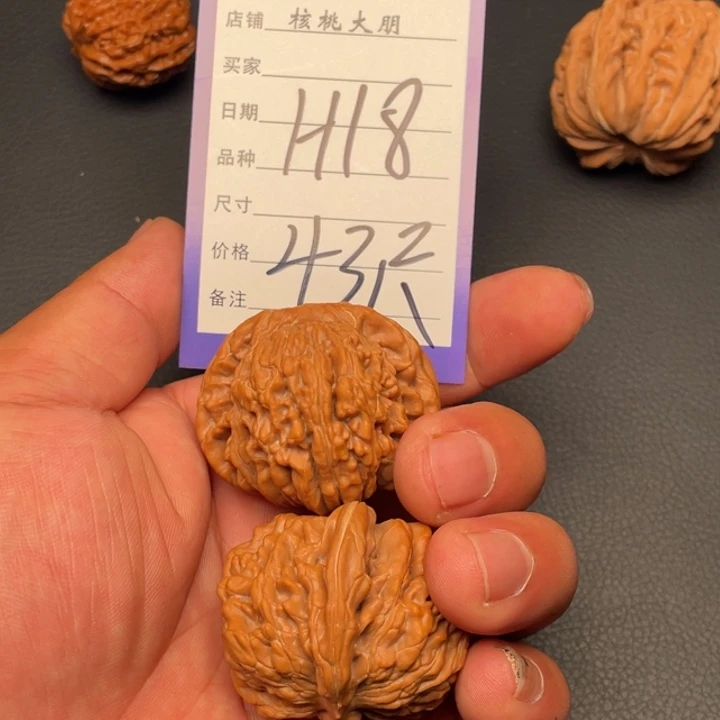 店铺 核桃大朋
买家
日期
H18
品种
尺寸
价格 43
备注